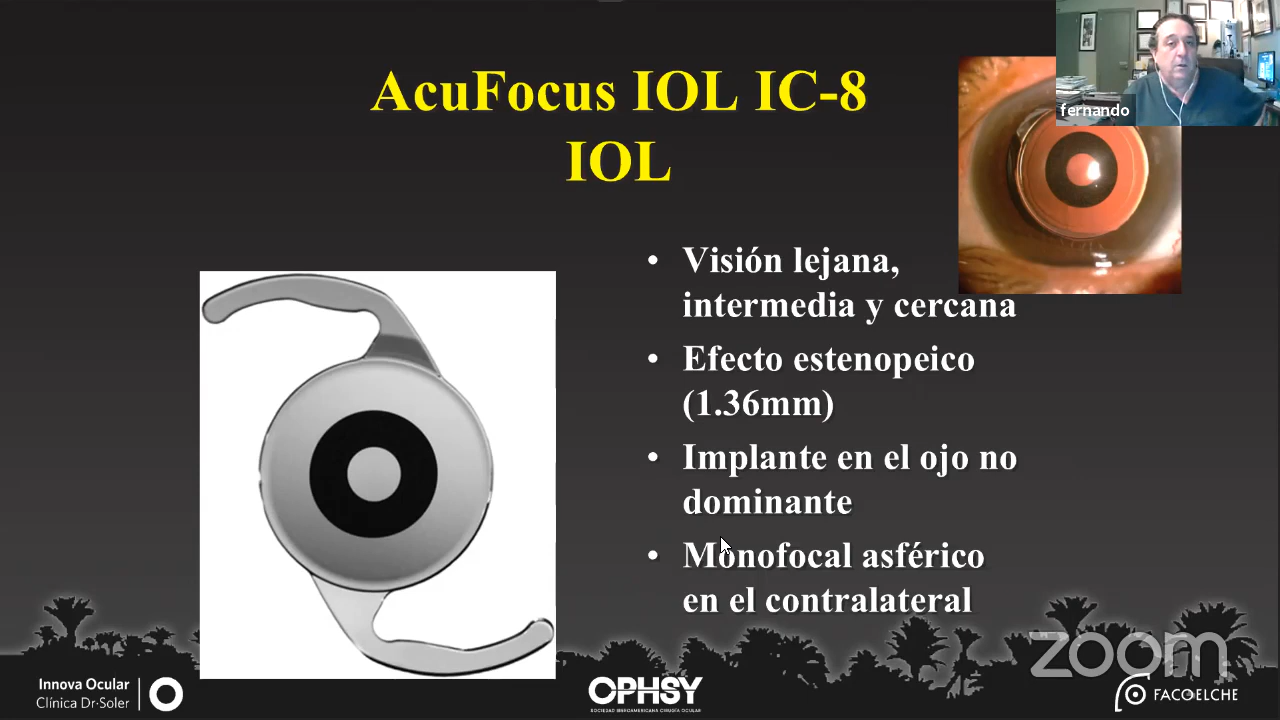 AcuFocus IOL IC-8
IOL
fernando
• Visión lejana,
intermedia y cercana
• Efecto estenopeico
(1.36mm)
• Implante en el ojo no
dominante
• Monofocal asférico
en el contralateral
zoom
Innova Ocular
Clínica Dr·Soler
OPHSY
SOCIEDAD IBEROAMERICANA CIRUGÍA OCULAR
FACOELCHE